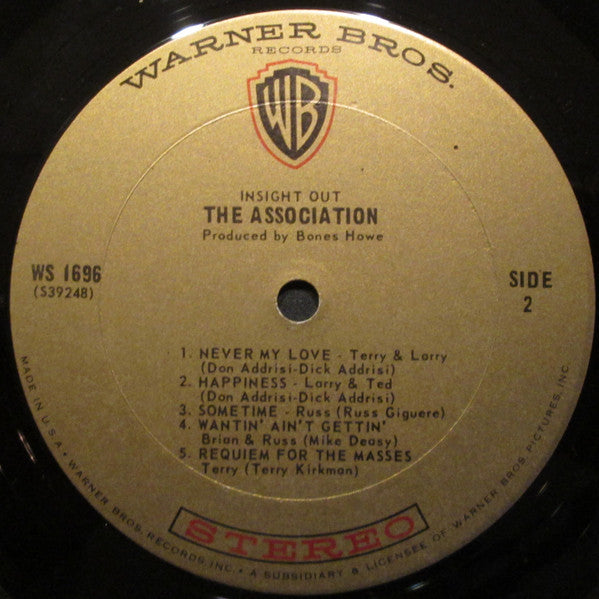 WARNER BROS.
RECORDS
WB
INSIGHT OUT
THE ASSOCIATION
Produced by Bones Howe
WS 1696
(S39248)
SIDE
2
1. NEVER MY LOVE - Terry & Larry
(Don Addrisi-Dick Addrisi)
2. HAPPINESS - Larry & Ted
(Don Addrisi-Dick Addrisi)
3. SOMETIME - Russ (Russ Giguere)
4. WANTIN' AIN'T GETTIN'
Brian & Russ (Mike Deasy)
5. REQUIEM FOR THE MASSES
Terry (Terry Kirkman)
STEREO
MADE IN U.S.A. • WARNER BROS. RECORDS, INC. • A SUBSIDIARY & LICENSEE OF WARNER BROS. PICTURES, INC.